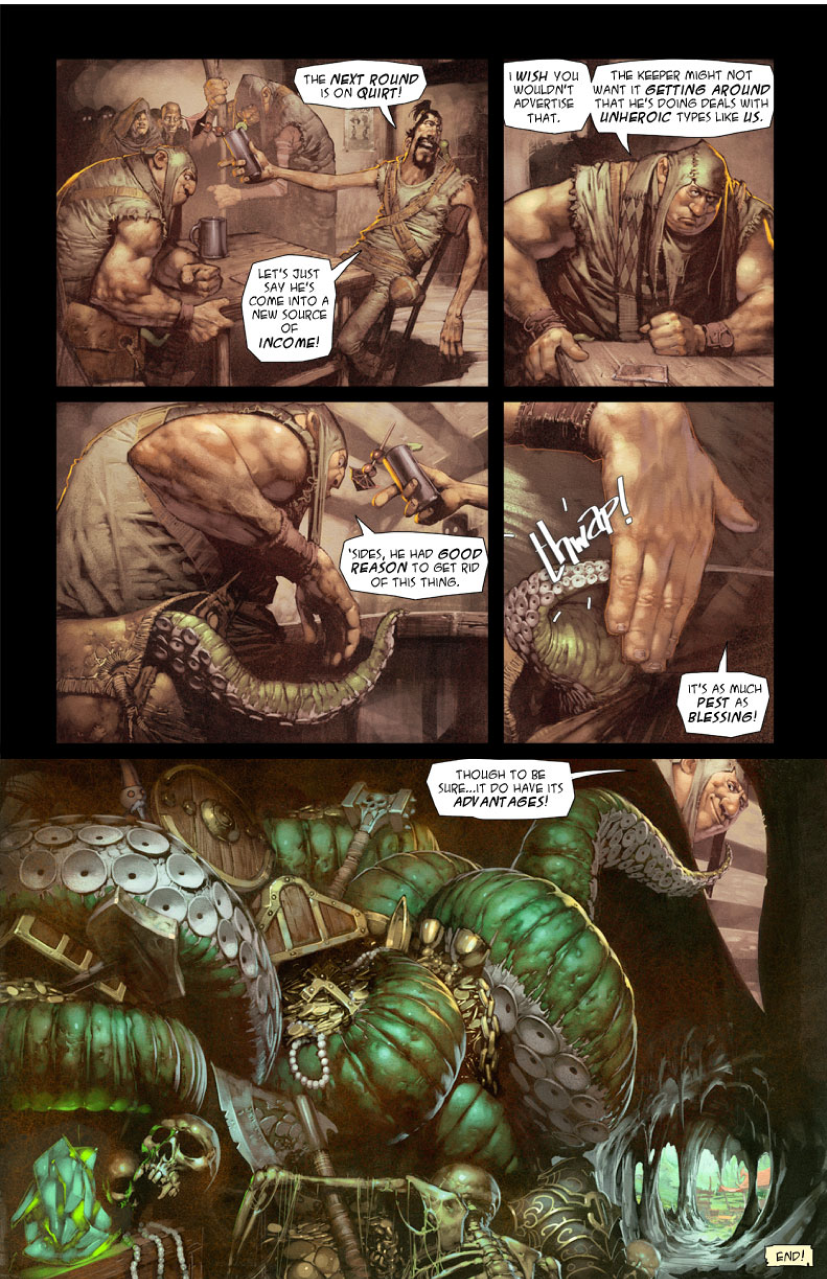 THE NEXT ROUND
IS ON QUIRT!
LET'S JUST
SAY HE'S
COME INTO A
NEW SOURCE
OF
INCOME!
I WISH YOU
WOULDN'T
ADVERTISE
THAT.
THE KEEPER MIGHT NOT
WANT IT GETTING AROUND
THAT HE'S DOING DEALS WITH
UNHEROIC TYPES LIKE US.
'SIDES, HE HAD GOOD
REASON TO GET RID
OF THIS THING.
thwap!
IT'S AS MUCH
PEST AS
BLESSING!
THOUGH TO BE
SURE...IT DO HAVE ITS
ADVANTAGES!
END!